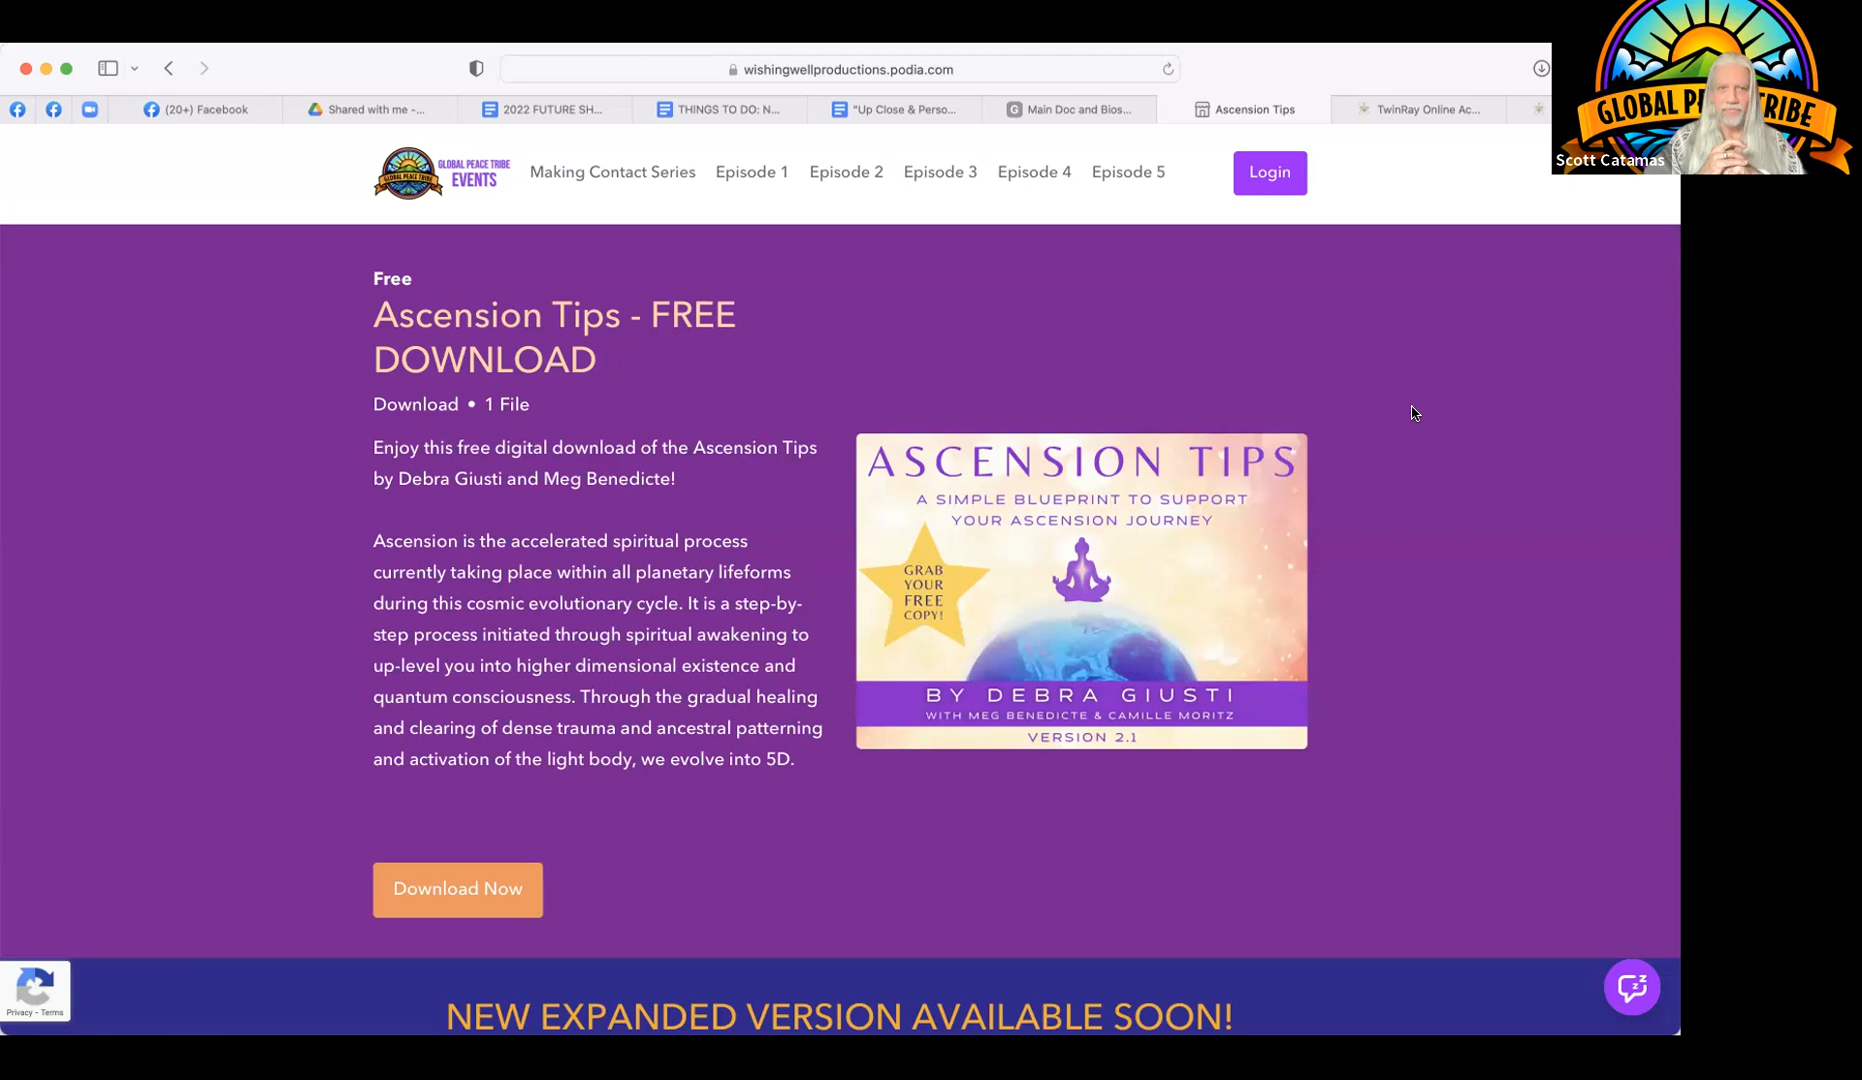 wishingwellproductions.podia.com
(20+) Facebook
Shared with me -...
2022 FUTURE SH...
THINGS TO DO: N...
"Up Close & Perso...
Main Doc and Bios...
Ascension Tips
TwinRay Online Ac...
GLOBAL PEACE TRIBE
Scott Catamas
GLOBAL PEACE TRIBE
GLOBAL PEACE TRIBE
EVENTS
Making Contact Series
Episode 1
Episode 2
Episode 3
Episode 4
Episode 5
Login
Free
Ascension Tips - FREE
DOWNLOAD
Download • 1 File
Enjoy this free digital download of the Ascension Tips
by Debra Giusti and Meg Benedicte!
Ascension is the accelerated spiritual process
currently taking place within all planetary lifeforms
during this cosmic evolutionary cycle. It is a step-by-
step process initiated through spiritual awakening to
up-level you into higher dimensional existence and
quantum consciousness. Through the gradual healing
and clearing of dense trauma and ancestral patterning
and activation of the light body, we evolve into 5D.
ASCENSION TIPS
A SIMPLE BLUEPRINT TO SUPPORT
YOUR ASCENSION JOURNEY
GRAB
YOUR
FREE
COPY!
BY DEBRA GIUSTI
WITH MEG BENEDICTE & CAMILLE MORITZ
VERSION 2.1
Download Now
Privacy - Terms
NEW EXPANDED VERSION AVAILABLE SOON!